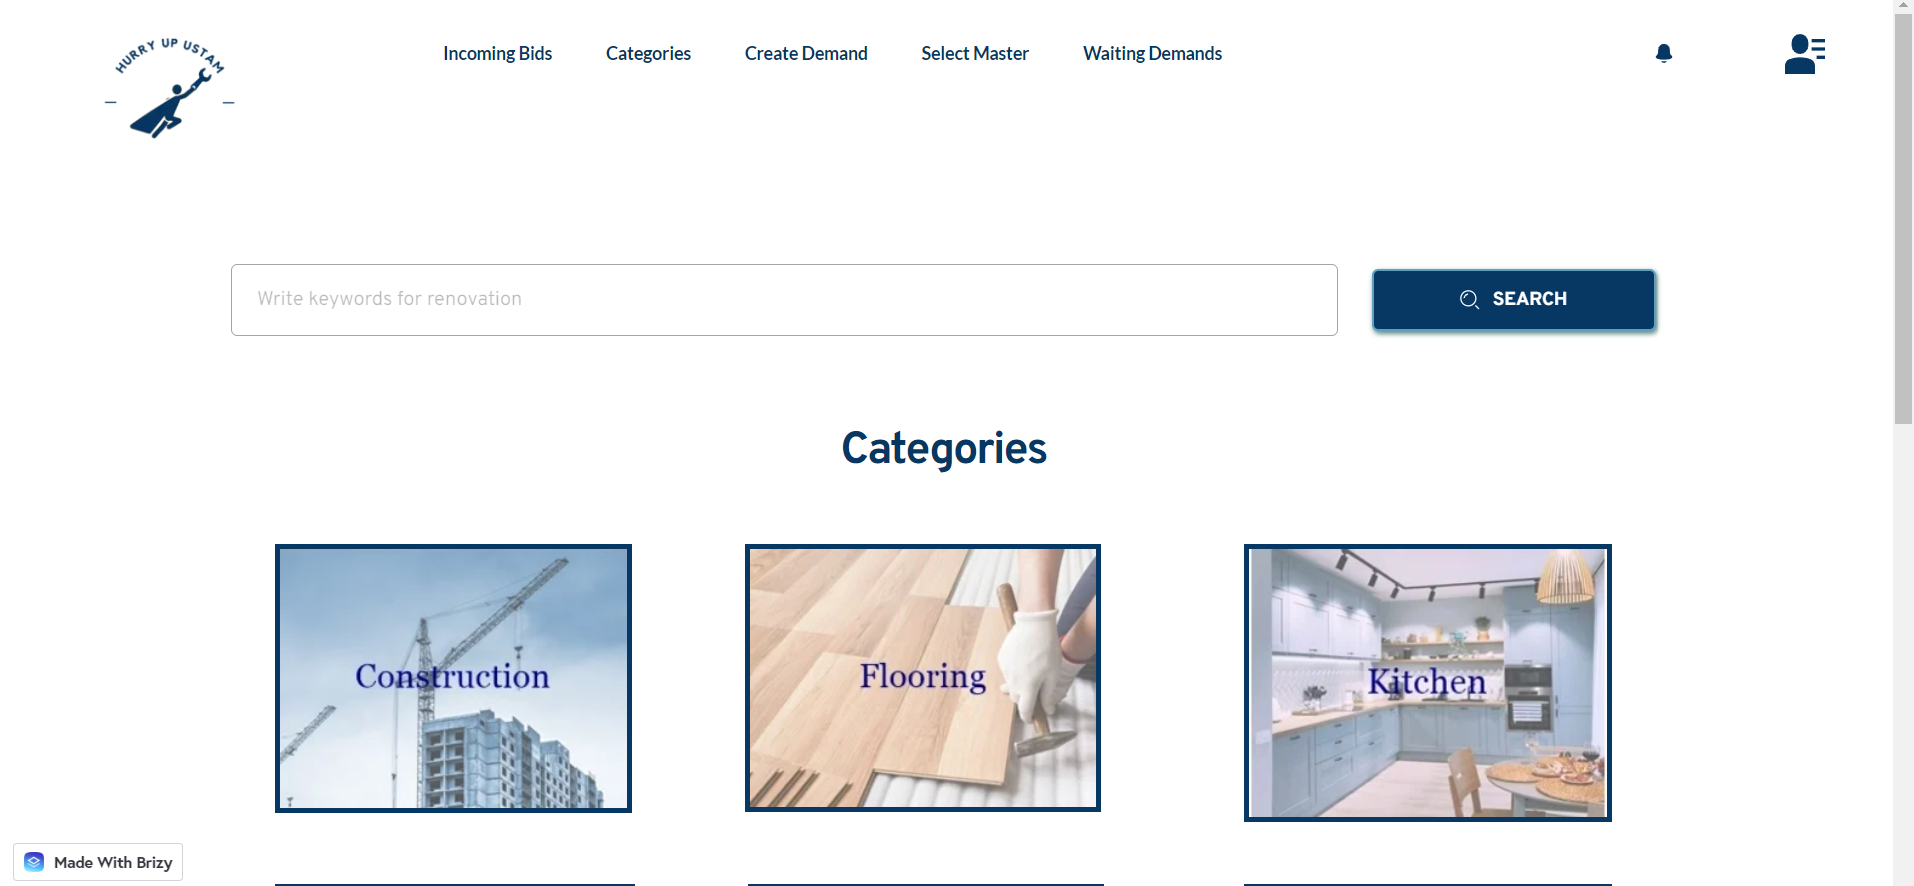 HURRY UP USTAM
Incoming Bids
Categories
Create Demand
Select Master
Waiting Demands
Write keywords for renovation
SEARCH
Categories
Construction
Flooring
Kitchen
Made With Brizy